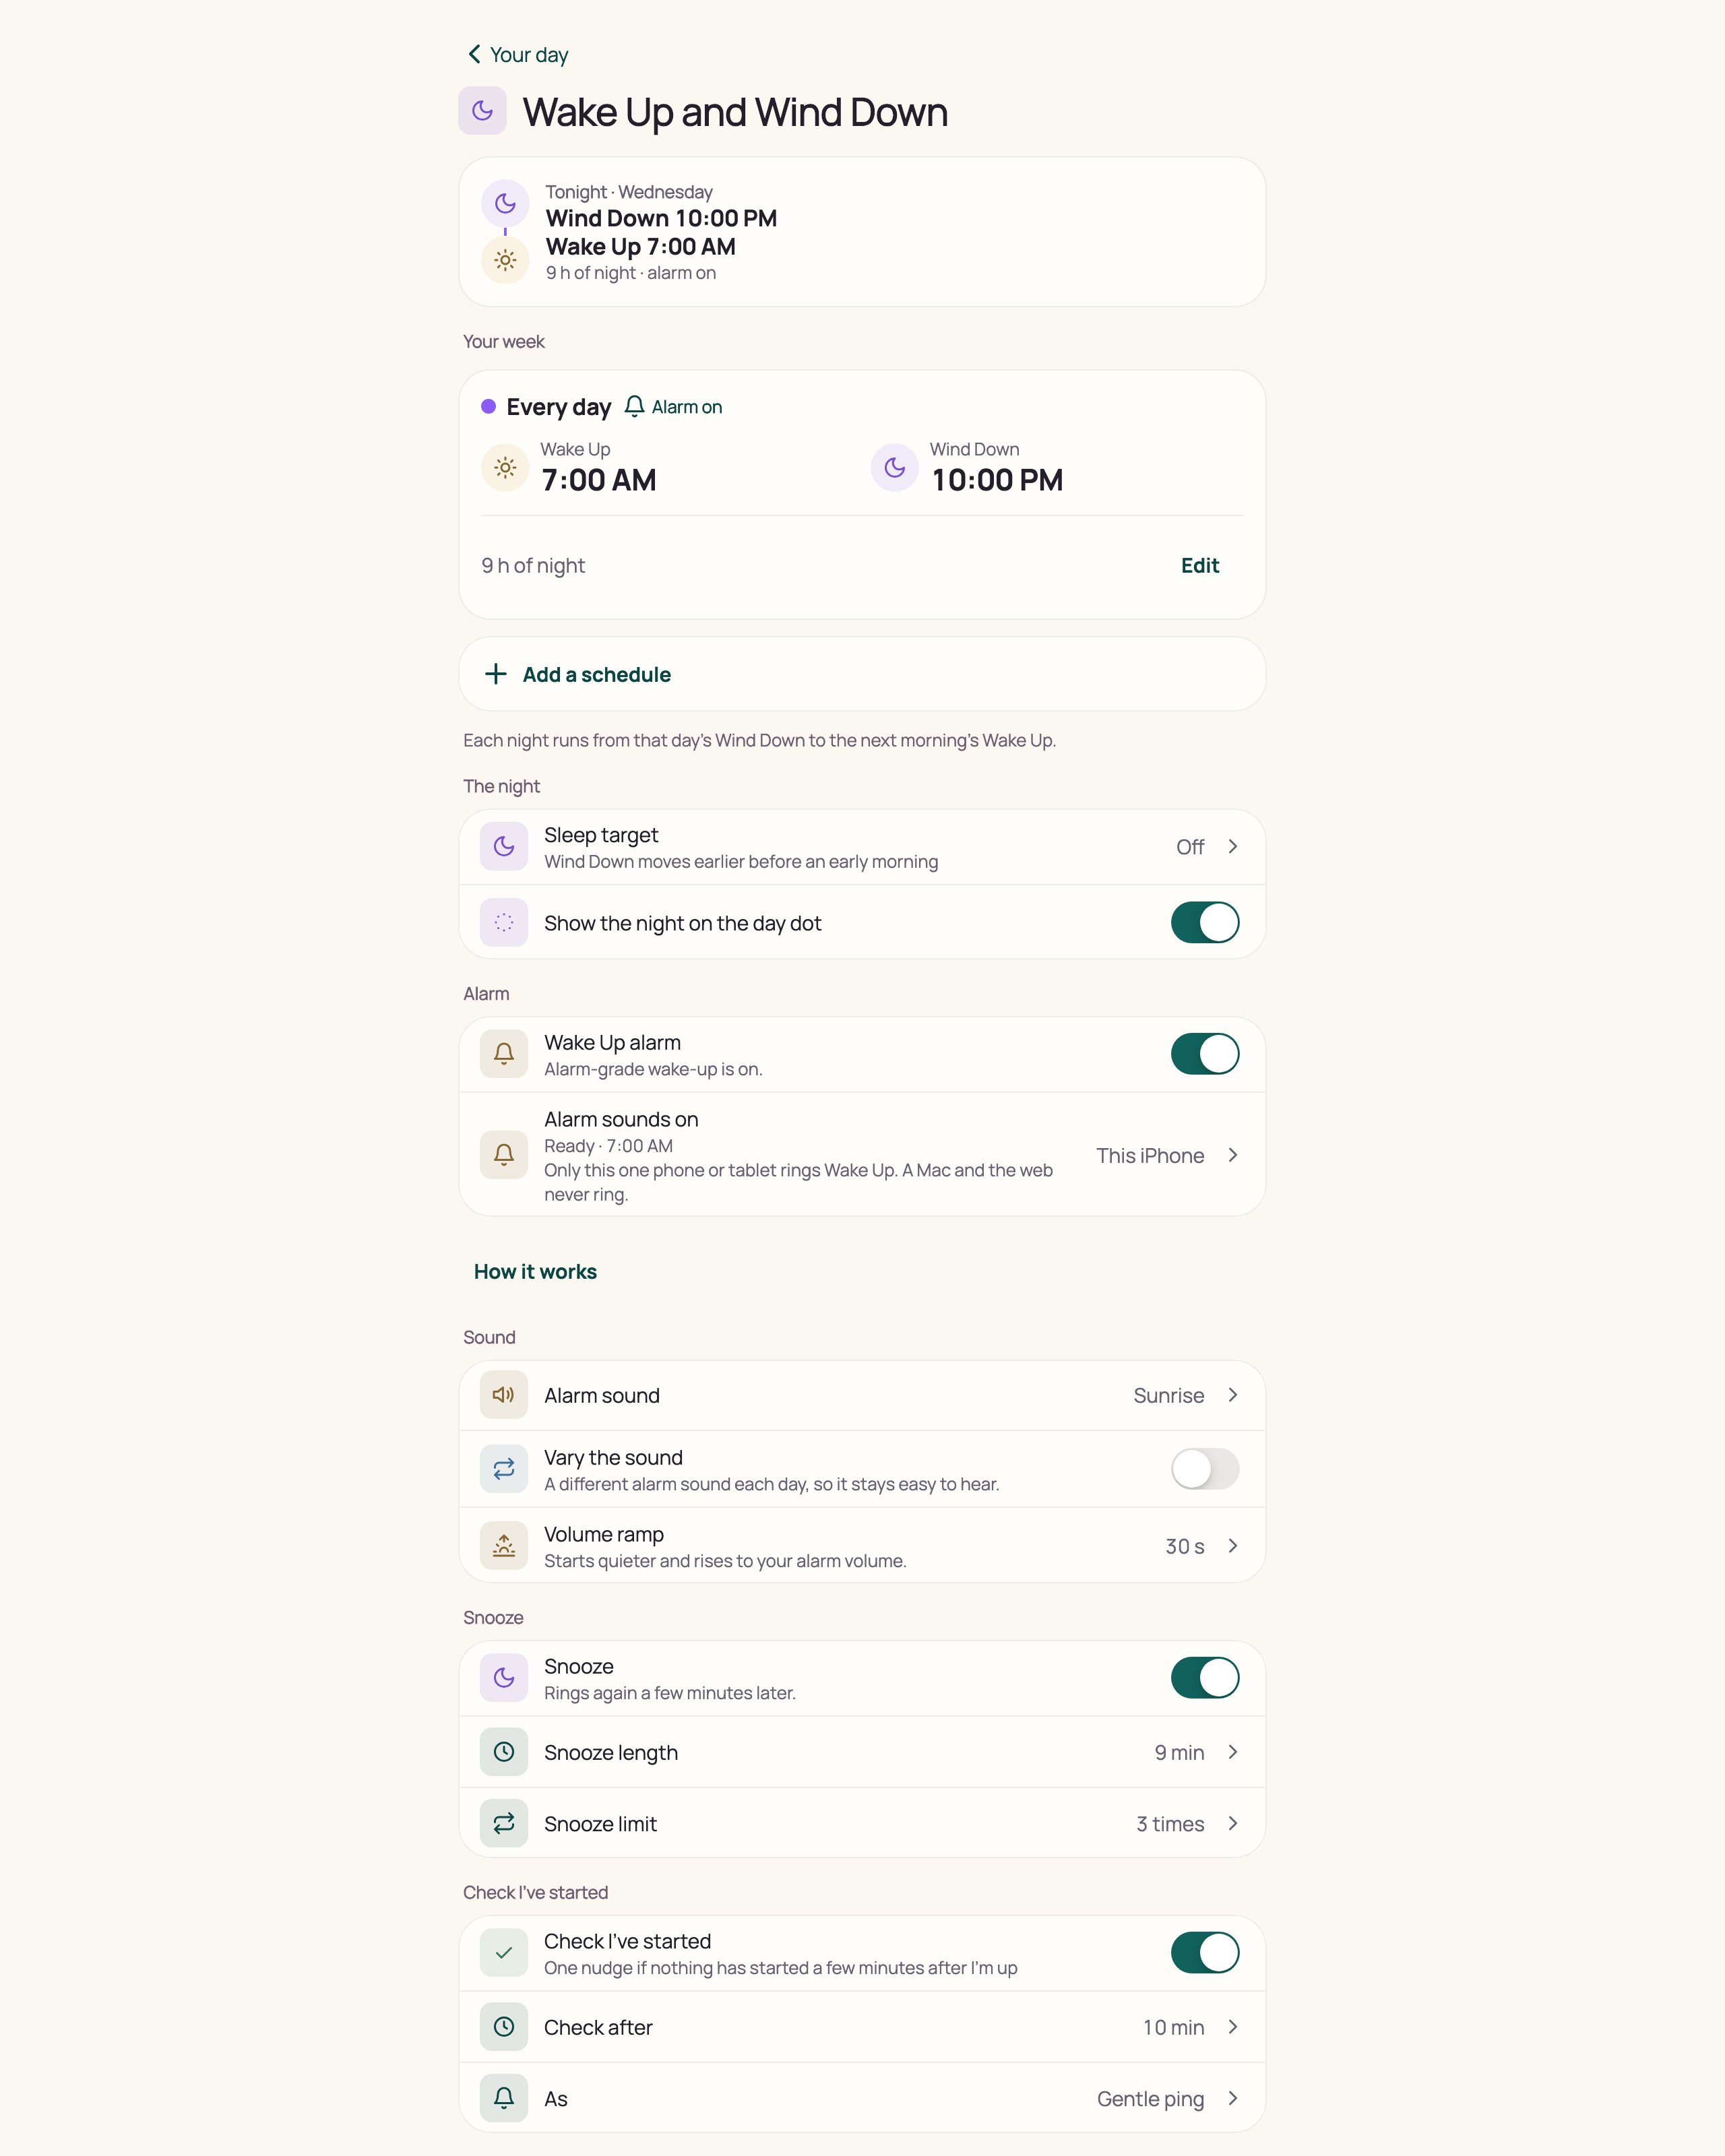 Your day
Wake Up and Wind Down
Tonight · Wednesday
Wind Down 10:00 PM
Wake Up 7:00 AM
9 h of night · alarm on
Your week
Every day Alarm on
Wake Up
7:00 AM
Wind Down
10:00 PM
9 h of night
Edit
Add a schedule
Each night runs from that day’s Wind Down to the next morning’s Wake Up.
The night
Sleep target
Wind Down moves earlier before an early morning
Off
Show the night on the day dot
Alarm
Wake Up alarm
Alarm-grade wake-up is on.
Alarm sounds on
Ready · 7:00 AM
Only this one phone or tablet rings Wake Up. A Mac and the web
never ring.
This iPhone
How it works
Sound
Alarm sound
Sunrise
Vary the sound
A different alarm sound each day, so it stays easy to hear.
Volume ramp
Starts quieter and rises to your alarm volume.
30 s
Snooze
Snooze
Rings again a few minutes later.
Snooze length
9 min
Snooze limit
3 times
Check I’ve started
Check I’ve started
One nudge if nothing has started a few minutes after I’m up
Check after
10 min
As
Gentle ping